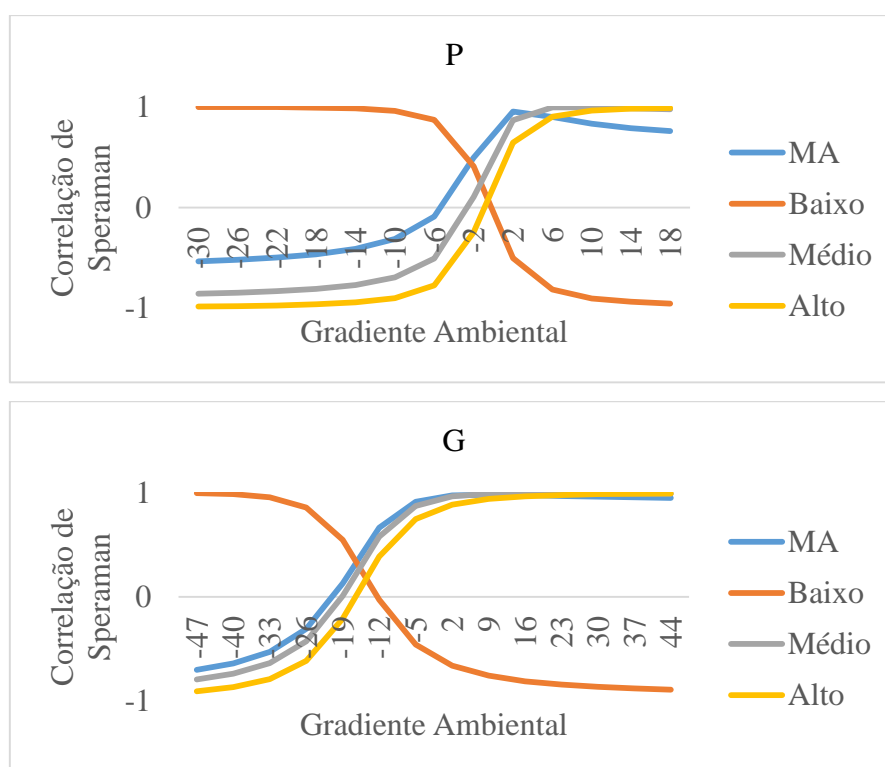 P
Correlação de
Speraman
1
0
-1
-30 -26 -22 -18 -14 -10 -6 -2 2 6 10 14 18
Gradiente Ambiental
MA
Baixo
Médio
Alto
G
Correlação de
Speraman
1
0
-1
-47 -40 -33 -26 -19 -12 -5 2 9 16 23 30 37 44
Gradiente Ambiental
MA
Baixo
Médio
Alto